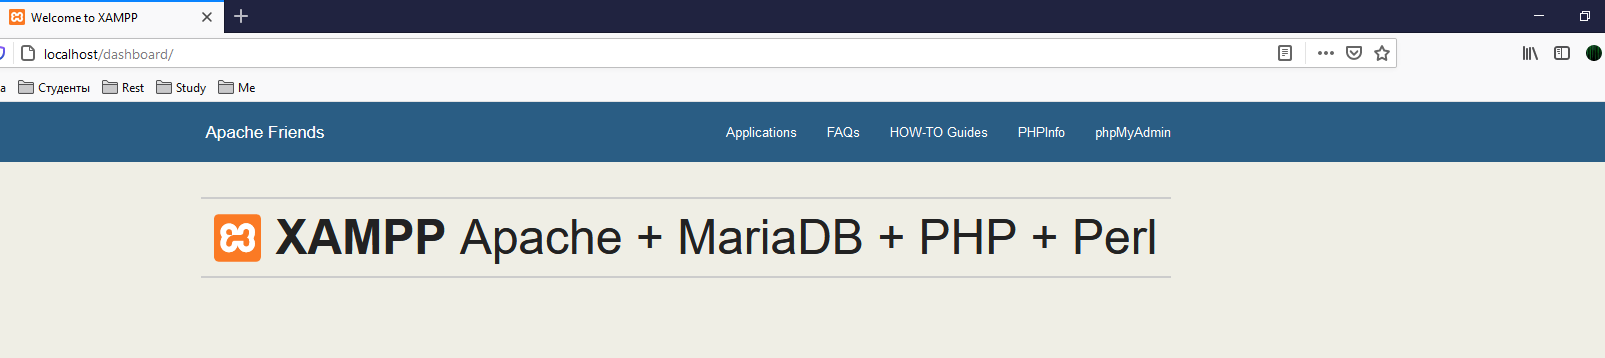 Welcome to XAMPP
localhost/dashboard/
а Студенты Rest Study Me
Apache Friends Applications FAQs HOW-TO Guides PHPInfo phpMyAdmin
XAMPP Apache + MariaDB + PHP + Perl